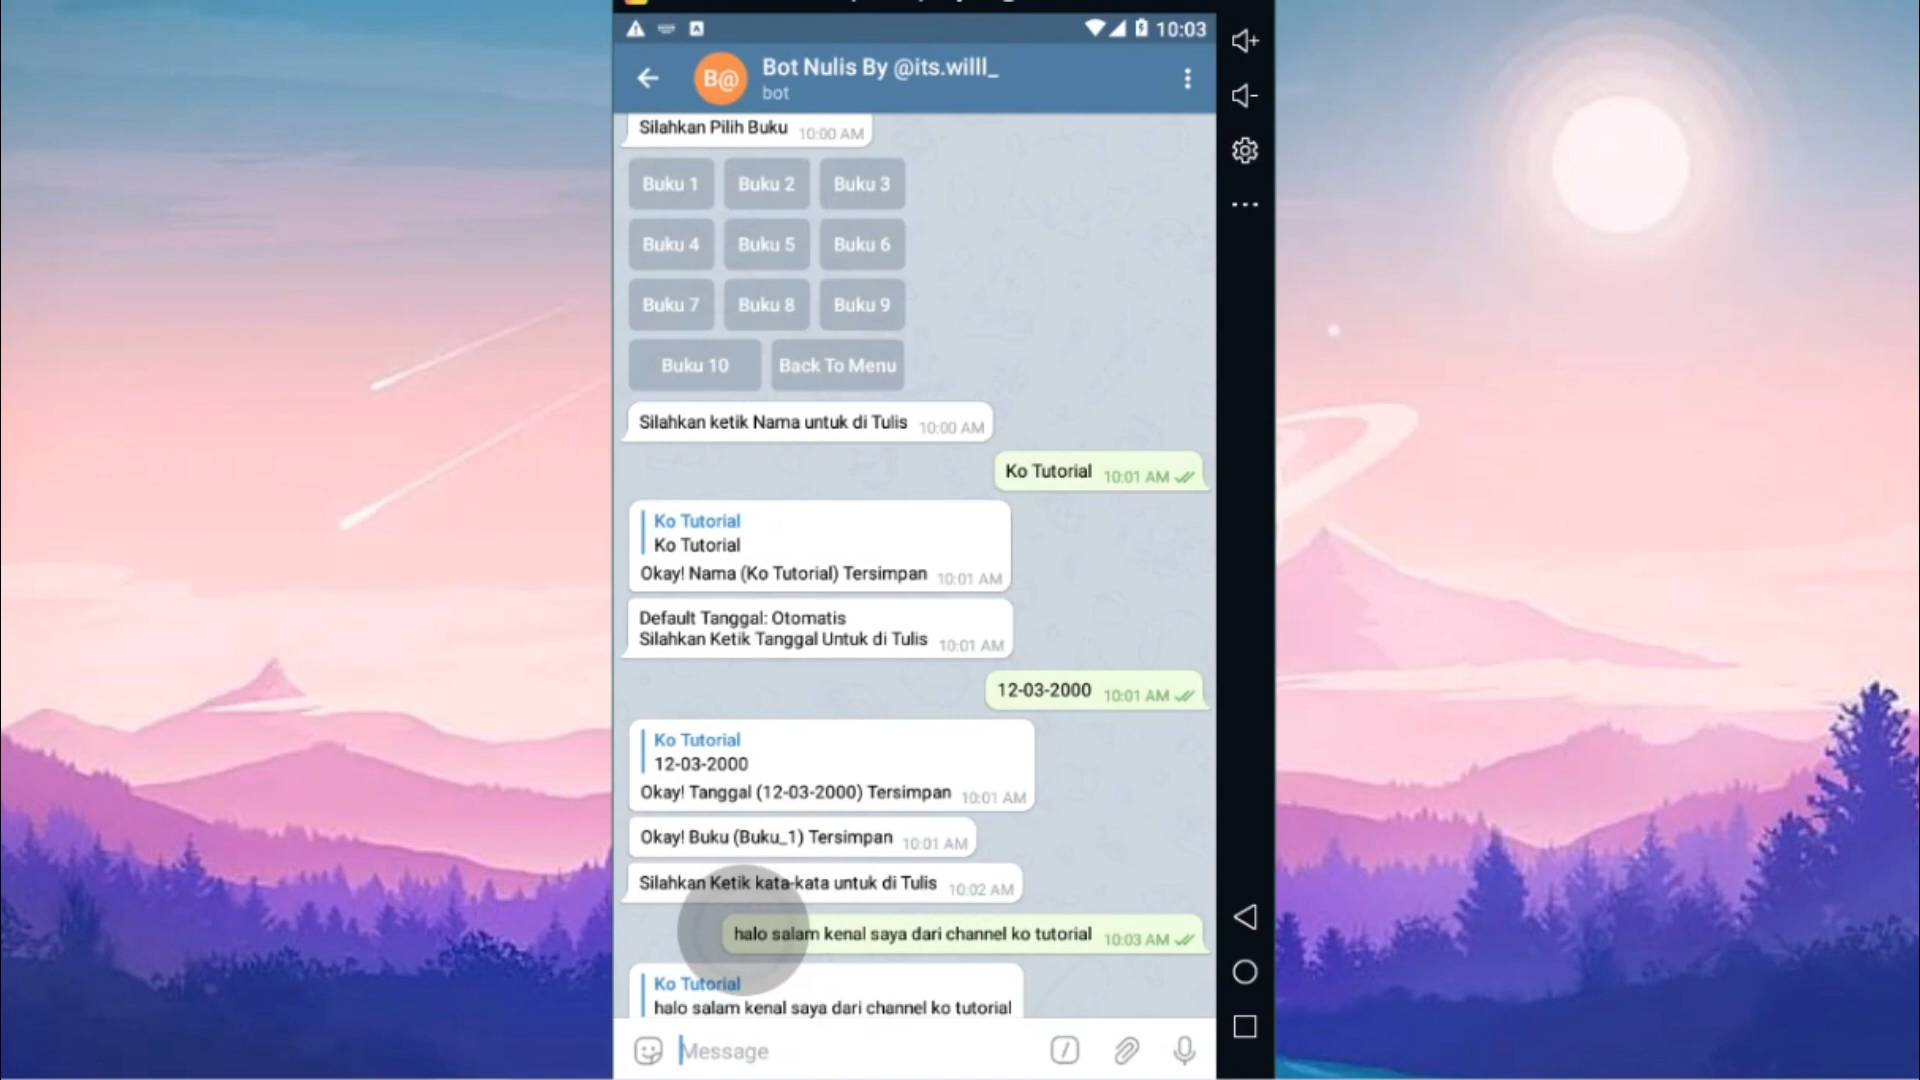 10:03
B@
Bot Nulis By @its.willl_
bot
Silahkan Pilih Buku 10:00 AM
Buku 1 Buku 2 Buku 3
Buku 4 Buku 5 Buku 6
Buku 7 Buku 8 Buku 9
Buku 10 Back To Menu
Silahkan ketik Nama untuk di Tulis 10:00 AM
Ko Tutorial 10:01 AM
Ko Tutorial
Ko Tutorial
Okay! Nama (Ko Tutorial) Tersimpan 10:01 AM
Default Tanggal: Otomatis
Silahkan Ketik Tanggal Untuk di Tulis 10:01 AM
12-03-2000 10:01 AM
Ko Tutorial
12-03-2000
Okay! Tanggal (12-03-2000) Tersimpan 10:01 AM
Okay! Buku (Buku_1) Tersimpan 10:01 AM
Silahkan Ketik kata-kata untuk di Tulis 10:02 AM
halo salam kenal saya dari channel ko tutorial 10:03 AM
Ko Tutorial
halo salam kenal saya dari channel ko tutorial
Message